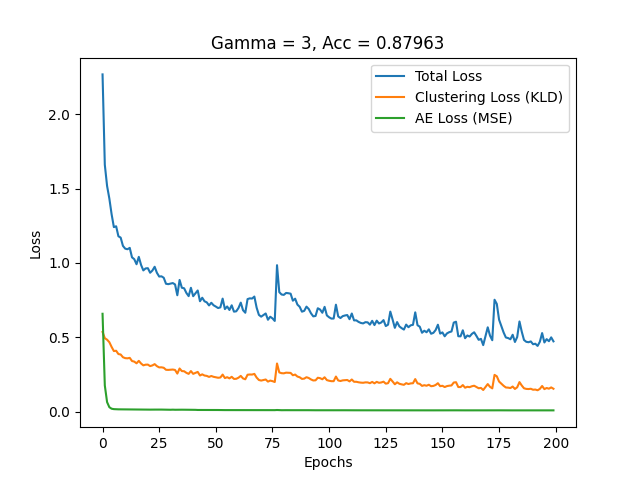 Gamma = 3, Acc = 0.87963
Total Loss
Clustering Loss (KLD)
AE Loss (MSE)
2.0
1.5
1.0
0.5
0.0
Loss
0 25 50 75 100 125 150 175 200
Epochs